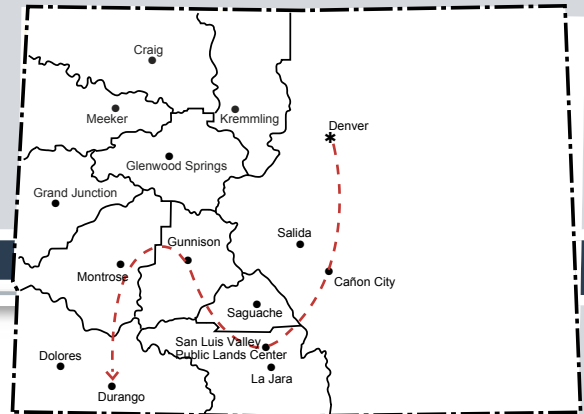 Craig
Meeker
Kremmling
Denver
*
Glenwood Springs
Grand Junction
Salida
Gunnison
Montrose
Cañon City
Saguache
San Luis Valley
Public Lands Center
Dolores
La Jara
Durango